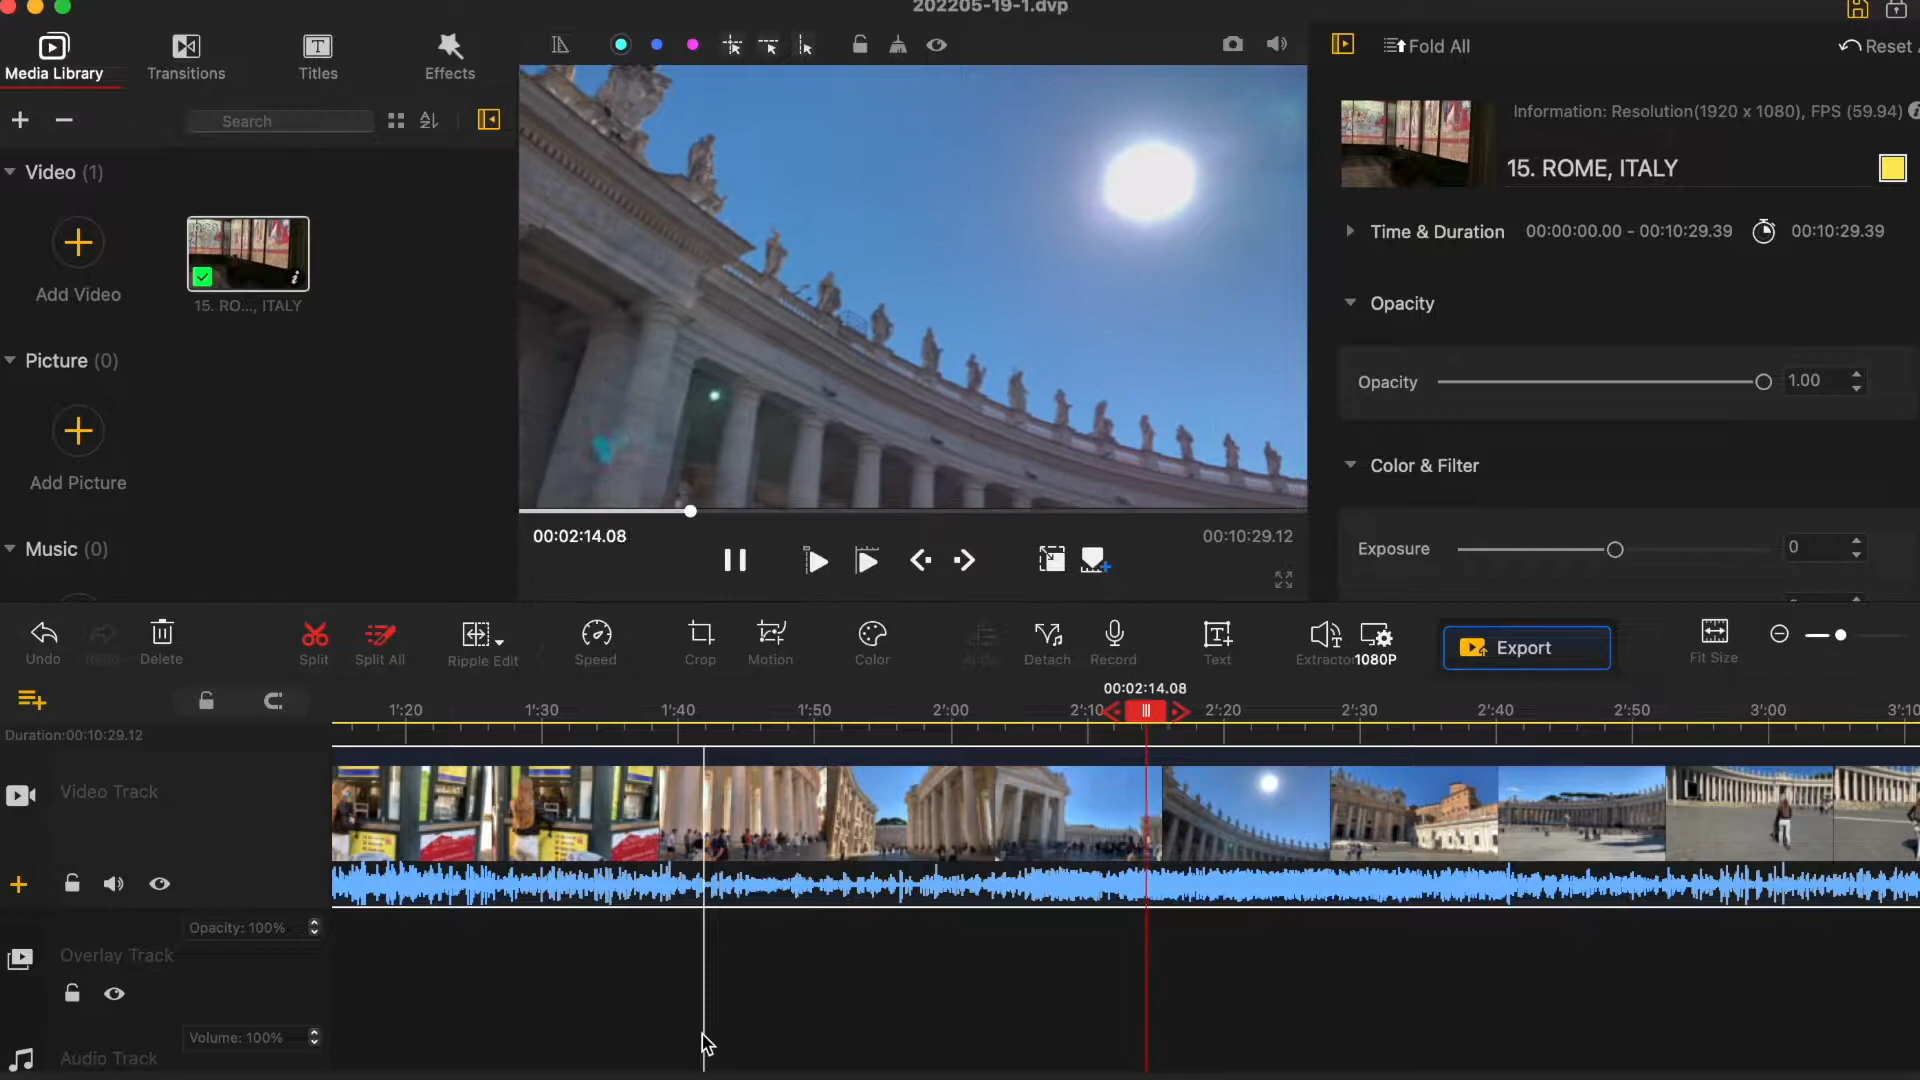 202205-19-1.dvp
Media Library
Transitions
Titles
Effects
Fold All
Reset
Search
Information: Resolution(1920 x 1080), FPS (59.94)
15. ROME, ITALY
Video (1)
Add Video
15. RO..., ITALY
Time & Duration 00:00:00.00 - 00:10:29.39 00:10:29.39
Opacity
Picture (0)
Opacity 1.00
Add Picture
Color & Filter
Music (0)
00:02:14.08
00:10:29.12
Exposure 0
Undo
Delete
Split
Split All
Ripple Edit
Speed
Crop
Motion
Color
Detach
Record
Text
Extractor
1080P
Export
Fit Size
00:02:14.08
1'20 1'30 1'40 1'50 2'00 2'10 2'20 2'30 2'40 2'50 3'00 3'10
Duration:00:10:29.12
Video Track
Opacity: 100%
Overlay Track
Volume: 100%
Audio Track